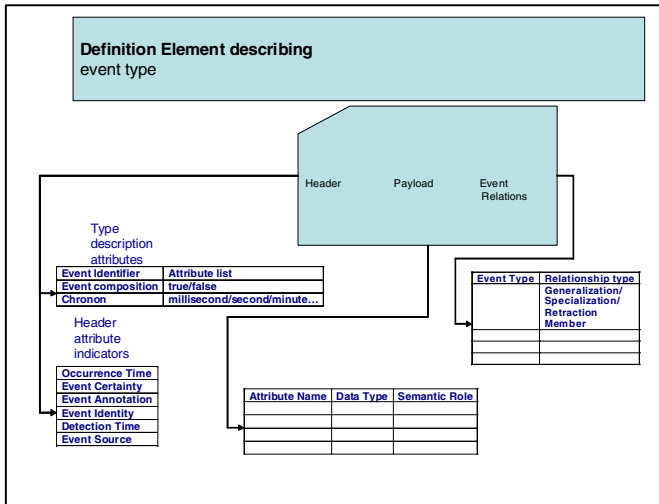 Definition Element describing
event type
Header Payload Event
Relations
Type
description
attributes
Event Identifier Attribute list
Event composition true/false
Chronon millisecond/second/minute…
Header
attribute
indicators
Occurrence Time
Event Certainty
Event Annotation
Event Identity
Detection Time
Event Source
Attribute Name Data Type Semantic Role
Event Type Relationship type
Generalization/
Specialization/
Retraction
Member